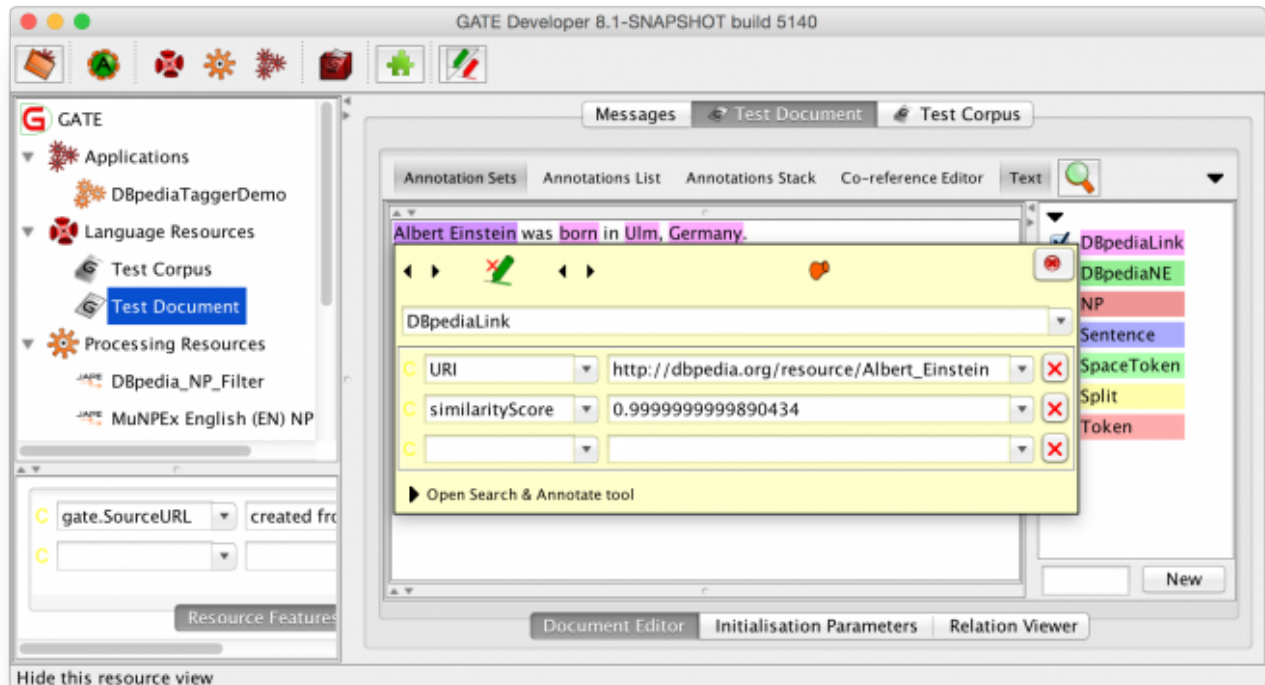 GATE Developer 8.1-SNAPSHOT build 5140
GATE
Applications
DBpediaTaggerDemo
Language Resources
Test Corpus
Test Document
Processing Resources
DBpedia_NP_Filter
MuNPEx English (EN) NP
C gate.SourceURL created fro
C
Resource Features
Messages Test Document Test Corpus
Annotation Sets Annotations List Annotations Stack Co-reference Editor Text
Albert Einstein was born in Ulm, Germany.
DBpediaLink
C URI http://dbpedia.org/resource/Albert_Einstein
C similarityScore 0.9999999999890434
C
Open Search & Annotate tool
DBpediaLink
DBpediaNE
NP
Sentence
SpaceToken
Split
Token
New
Document Editor Initialisation Parameters Relation Viewer
Hide this resource view